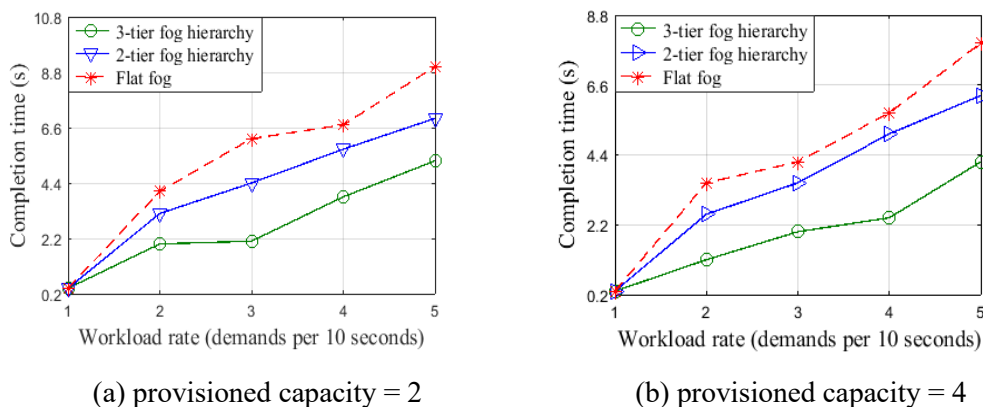 10.8
8.8
6.6
4.4
2.2
0.2
Completion time (s)
3-tier fog hierarchy
2-tier fog hierarchy
Flat fog
1 2 3 4 5
Workload rate (demands per 10 seconds)
(a) provisioned capacity = 2
8.8
6.6
4.4
2.2
0.2
Completion time (s)
3-tier fog hierarchy
2-tier fog hierarchy
Flat fog
1 2 3 4 5
Workload rate (demands per 10 seconds)
(b) provisioned capacity = 4